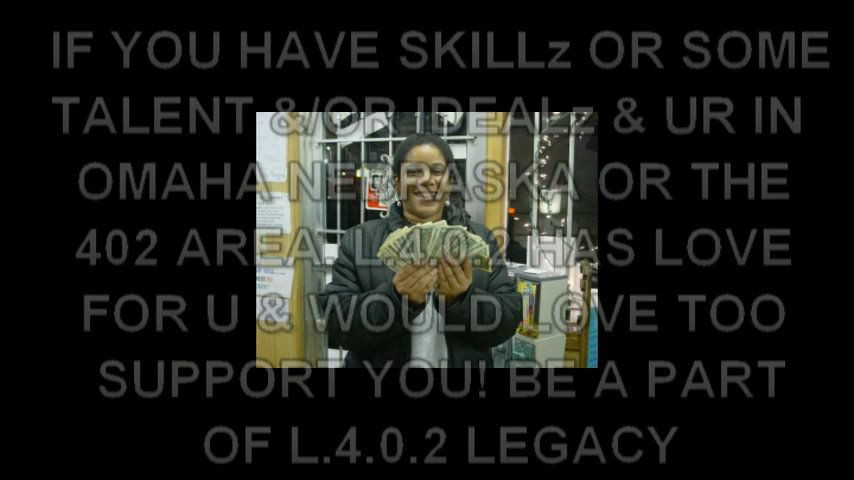 IF YOU HAVE SKILLz OR SOME
TALENT &/OR IDEALz & UR IN
OMAHA NEBRASKA OR THE
402 AREA. L.4.0.2 HAS LOVE
FOR U & WOULD LOVE TOO
SUPPORT YOU! BE A PART
OF L.4.0.2 LEGACY